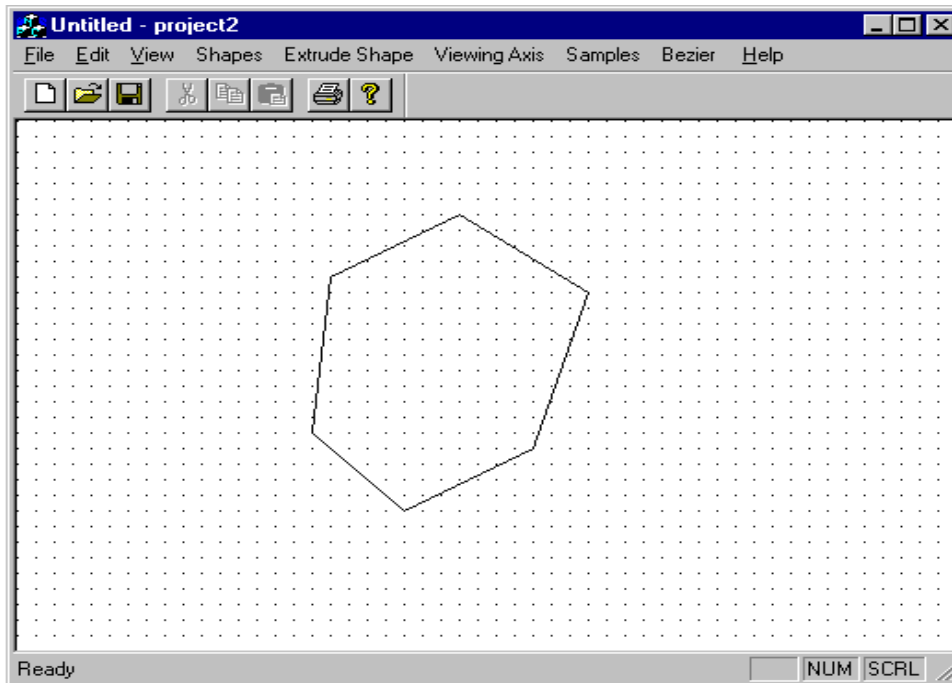 Untitled - project2
File Edit View Shapes Extrude Shape Viewing Axis Samples Bezier Help
Ready NUM SCRL